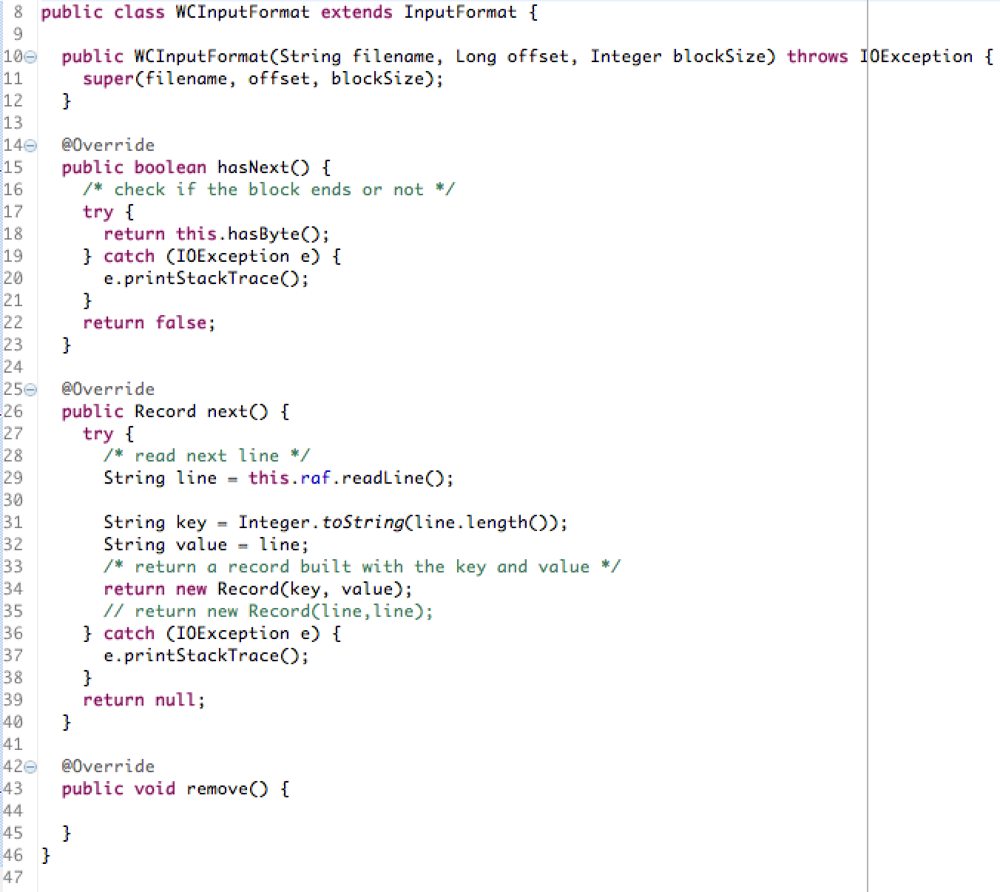 8 public class WCInputFormat extends InputFormat {
9
10 public WCInputFormat(String filename, Long offset, Integer blockSize) throws IOException {
11 super(filename, offset, blockSize);
12 }
13
14 @Override
15 public boolean hasNext() {
16 /* check if the block ends or not */
17 try {
18 return this.hasByte();
19 } catch (IOException e) {
20 e.printStackTrace();
21 }
22 return false;
23 }
24
25 @Override
26 public Record next() {
27 try {
28 /* read next line */
29 String line = this.raf.readLine();
30
31 String key = Integer.toString(line.length());
32 String value = line;
33 /* return a record built with the key and value */
34 return new Record(key, value);
35 // return new Record(line,line);
36 } catch (IOException e) {
37 e.printStackTrace();
38 }
39 return null;
40 }
41
42 @Override
43 public void remove() {
44
45 }
46 }
47